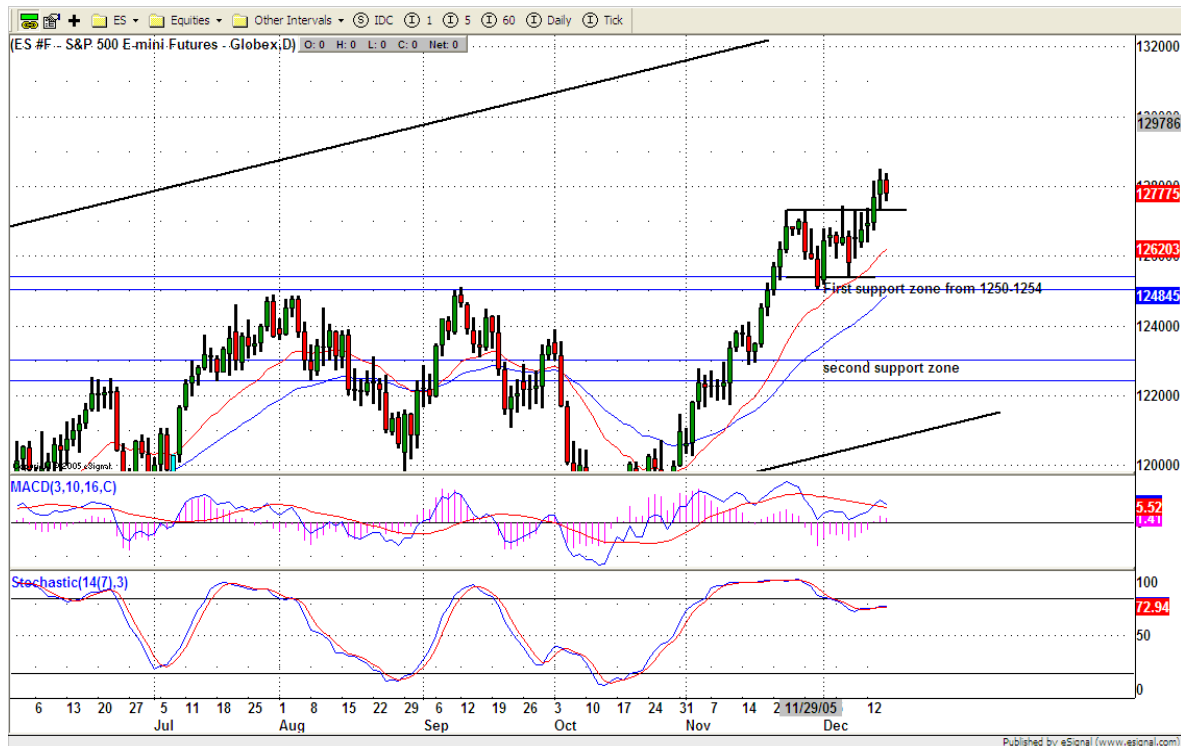 ES Equities Other Intervals S IDC I 1 I 5 I 60 I Daily I Tick
(ES #F - S&P 500 E-mini Futures - Globex,D) O: 0 H: 0 L: 0 C: 0 Net: 0
132000
129786
127775
126203
126000
First support zone from 1250-1254
124845
124000
second support zone
122000
2005 eSignal.
120000
MACD(3,10,16,C)
5.52
1.41
Stochastic(14(7),3)
100
72.94
50
0
6 13 20 27 5 11 18 25 1 8 15 22 29 6 12 19 26 3 10 17 24 31 7 14 11/29/05 12
Jul Aug Sep Oct Nov Dec
Published by eSignal (www.esignal.com)